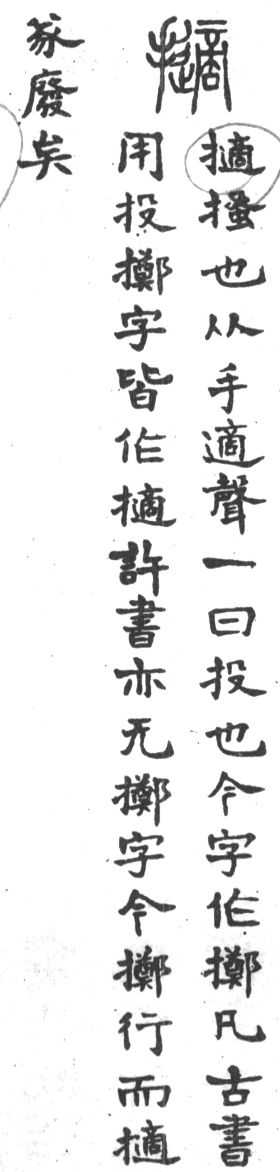 擿
擿搔也从手適聲一曰投也今字作擲凡古書
用投擲字皆作擿許書亦无擲字今擲行而擿
篆廢矣